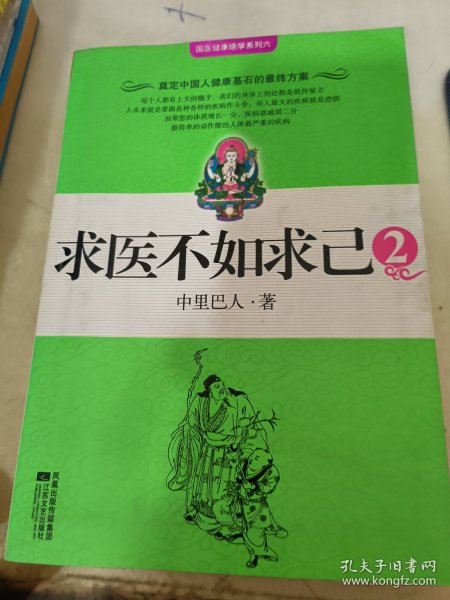 国医健康绝学系列六
奠定中国人健康基石的最终方案
每个人都有上天的赐予，我们的身体上到处都是祖传秘方
人本来就是要跟各种各样的疾病作斗争，而人最大的疾病就是恐惧
如果您的体质增长一分，疾病就减弱二分
最简单的动作能治人体最严重的疾病
求医不如求己2
中里巴人·著
凤凰出版传媒集团
江苏文艺出版社
孔夫子旧书网
www.kongfz.com